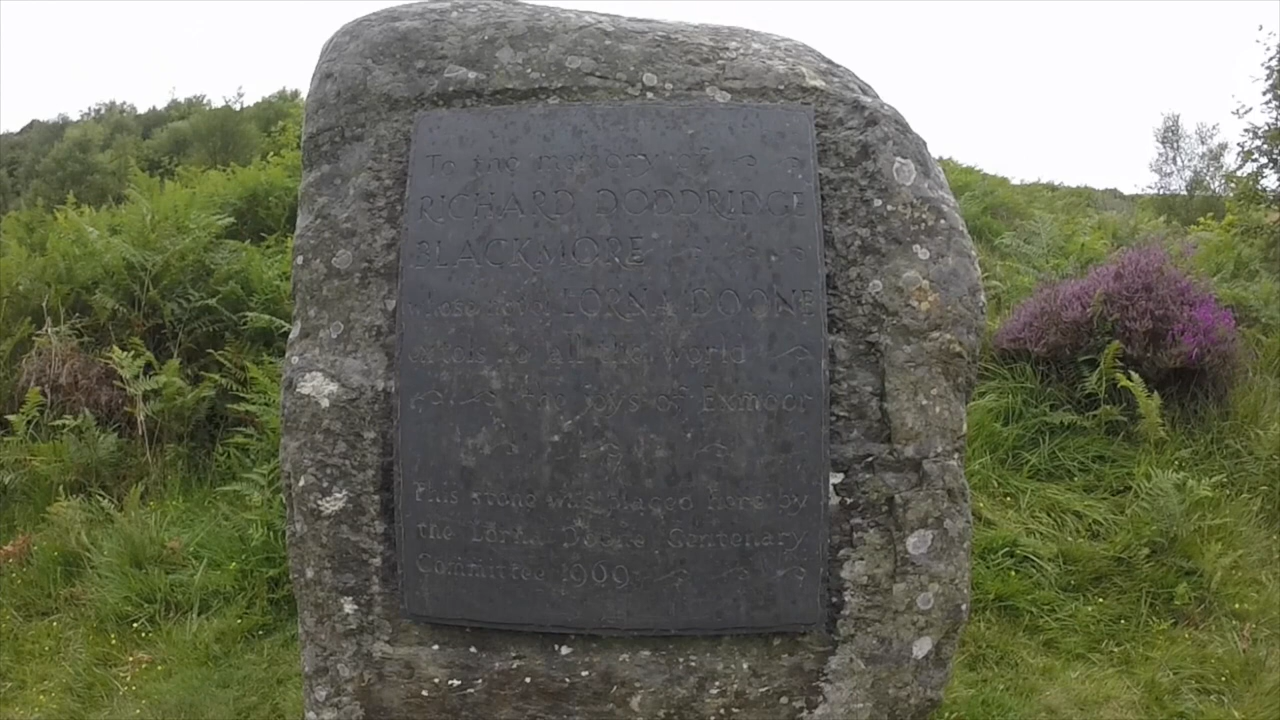 To the memory of
RICHARD DODDRIDGE
BLACKMORE
whose novel LORNA DOONE
extols to all the world
the joys of Exmoor
This stone was placed here by
the Lorna Doone Centenary
Committee 1969